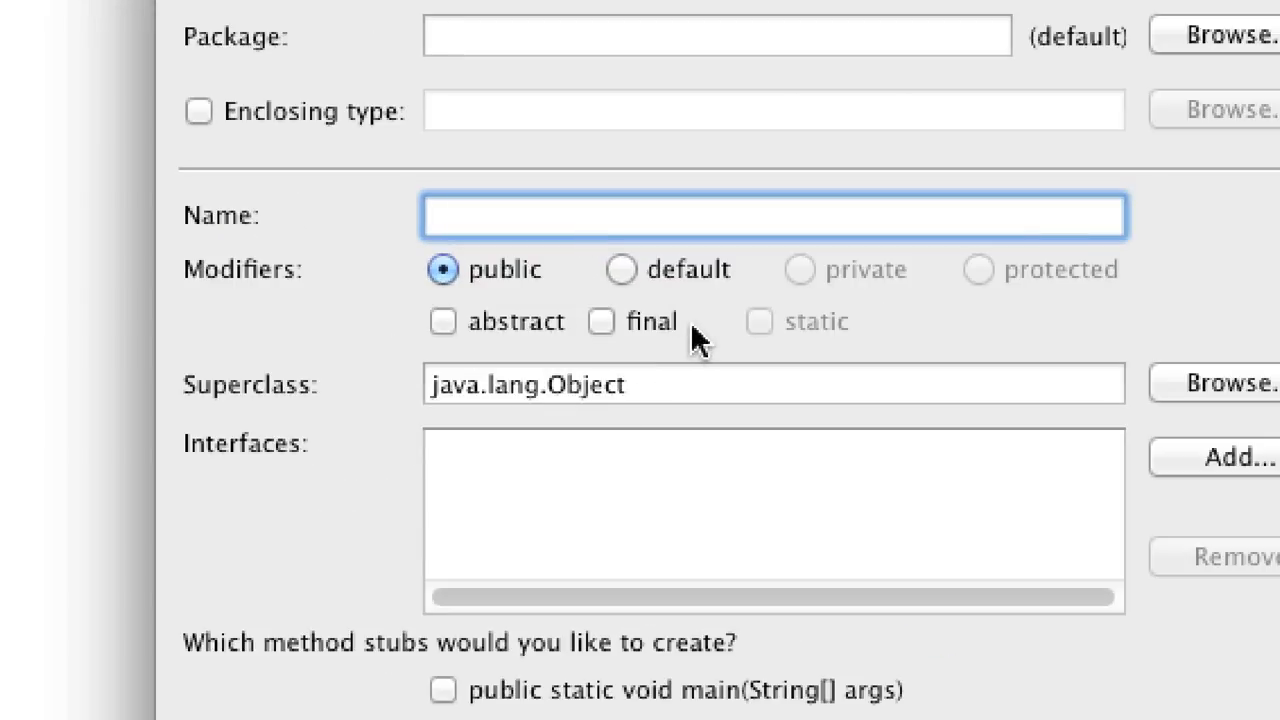 Package: (default) Browse.
Enclosing type: Browse.
Name:
Modifiers: public default private protected
abstract final static
Superclass: java.lang.Object Browse.
Interfaces: Add...
Remove
Which method stubs would you like to create?
public static void main(String[] args)